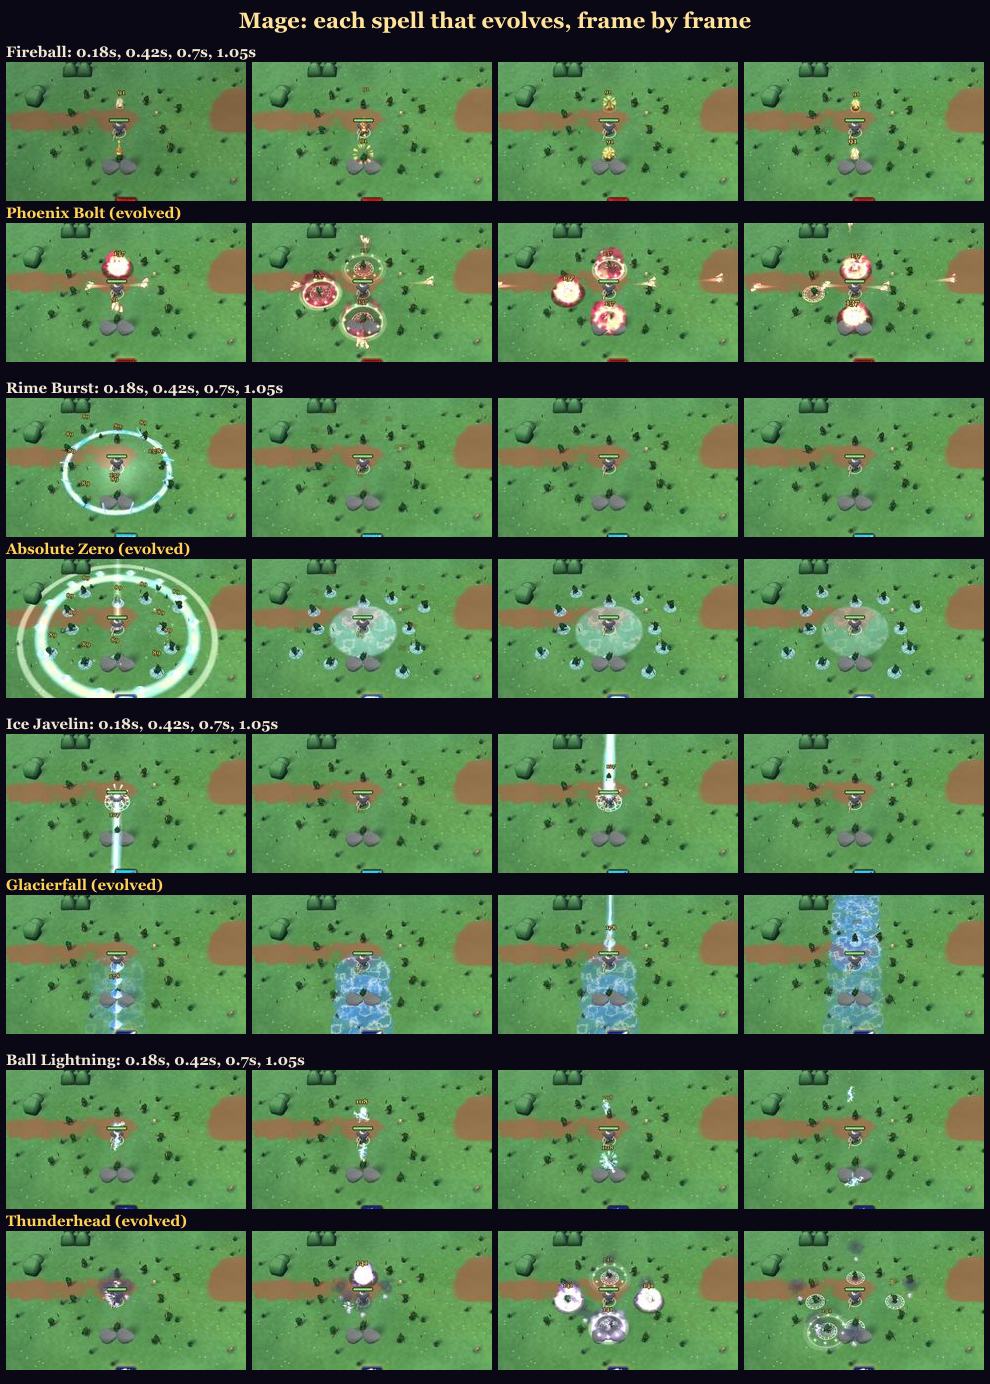 Mage: each spell that evolves, frame by frame
Fireball: 0.18s, 0.42s, 0.7s, 1.05s
Phoenix Bolt (evolved)
Rime Burst: 0.18s, 0.42s, 0.7s, 1.05s
Absolute Zero (evolved)
Ice Javelin: 0.18s, 0.42s, 0.7s, 1.05s
Glacierfall (evolved)
Ball Lightning: 0.18s, 0.42s, 0.7s, 1.05s
Thunderhead (evolved)